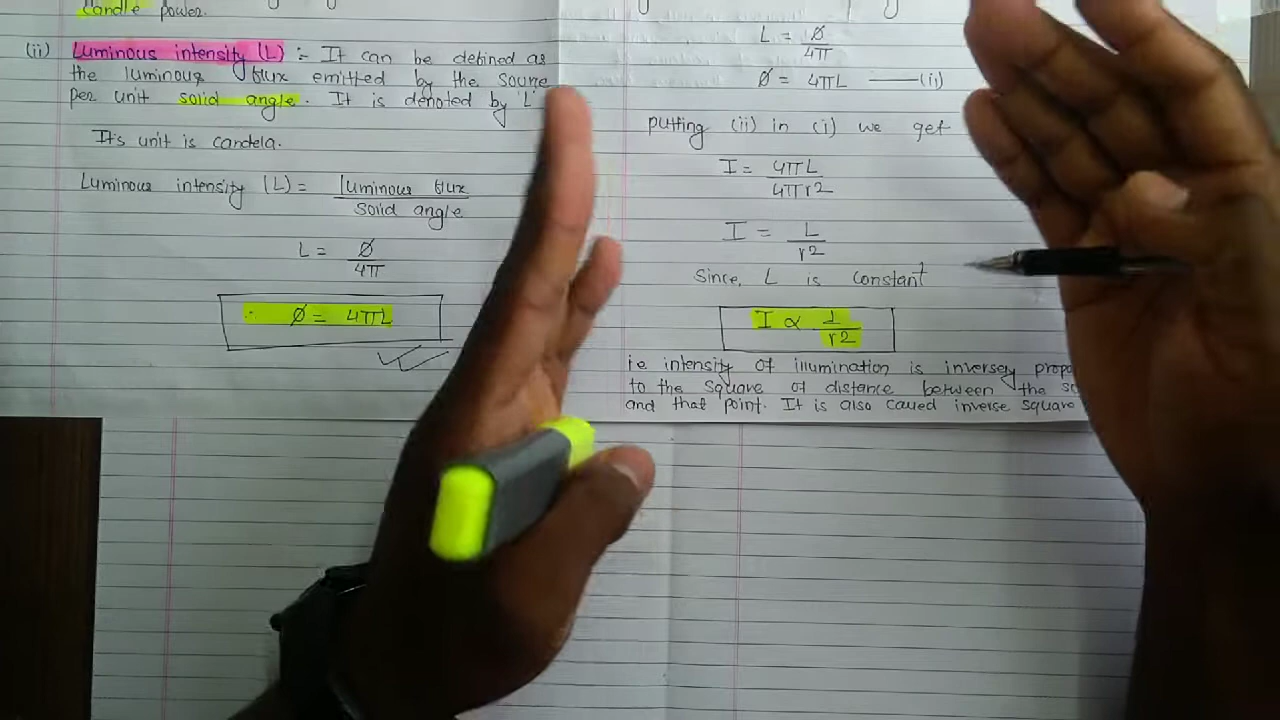 Candle power.
(ii) Luminous intensity (L) :- It can be defined as
the luminous flux emitted by the source
per unit solid angle. It is denoted by 'L'
It's unit is candela.
Luminous intensity (L) = Luminous flux
solid angle
L = Ø
4π
∴ Ø = 4πL
L = Ø
4π
Ø = 4πL ——(ii)
putting (ii) in (i) we get
I = 4πL
4πr2
I = L
r2
Since, L is constant
I ∝ 1
r2
i.e intensity of illumination is inversey
to the square of distance between the
and that point. It is also called inverse square